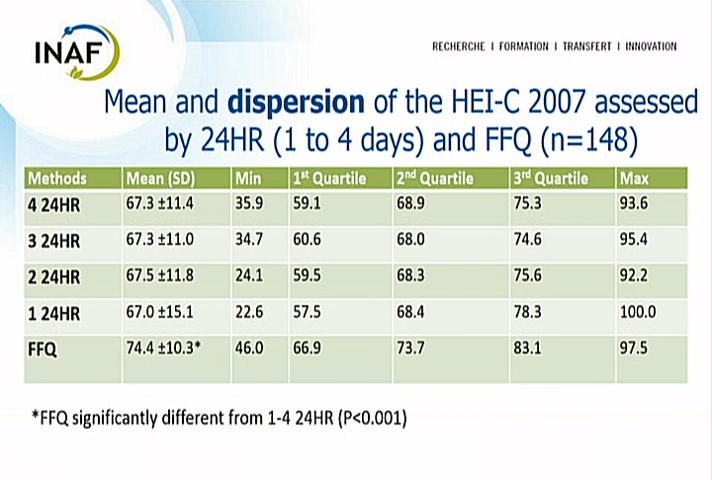 INAF
RECHERCHE I FORMATION I TRANSFERT I INNOVATION
Mean and dispersion of the HEI-C 2007 assessed
by 24HR (1 to 4 days) and FFQ (n=148)
Methods Mean (SD) Min 1st Quartile 2nd Quartile 3rd Quartile Max
4 24HR 67.3 ±11.4 35.9 59.1 68.9 75.3 93.6
3 24HR 67.3 ±11.0 34.7 60.6 68.0 74.6 95.4
2 24HR 67.5 ±11.8 24.1 59.5 68.3 75.6 92.2
1 24HR 67.0 ±15.1 22.6 57.5 68.4 78.3 100.0
FFQ 74.4 ±10.3* 46.0 66.9 73.7 83.1 97.5
*FFQ significantly different from 1-4 24HR (P<0.001)